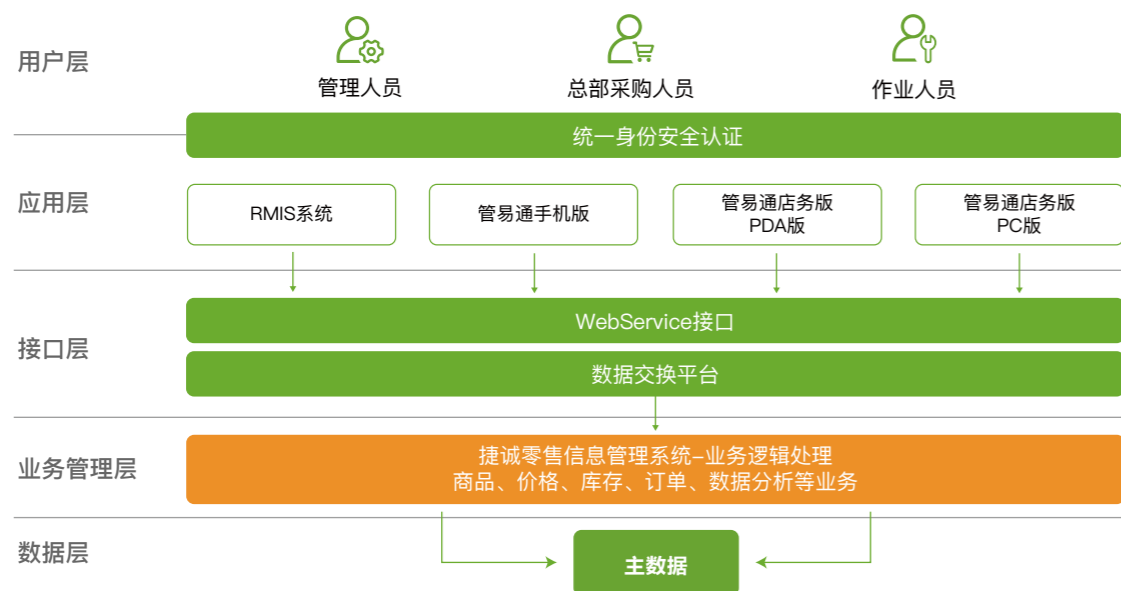 用户层
管理人员
总部采购人员
作业人员
统一身份安全认证
应用层
RMIS系统
管易通手机版
管易通店务版
PDA版
管易通店务版
PC版
接口层
WebService接口
数据交换平台
业务管理层
捷诚零售信息管理系统–业务逻辑处理
商品、价格、库存、订单、数据分析等业务
数据层
主数据